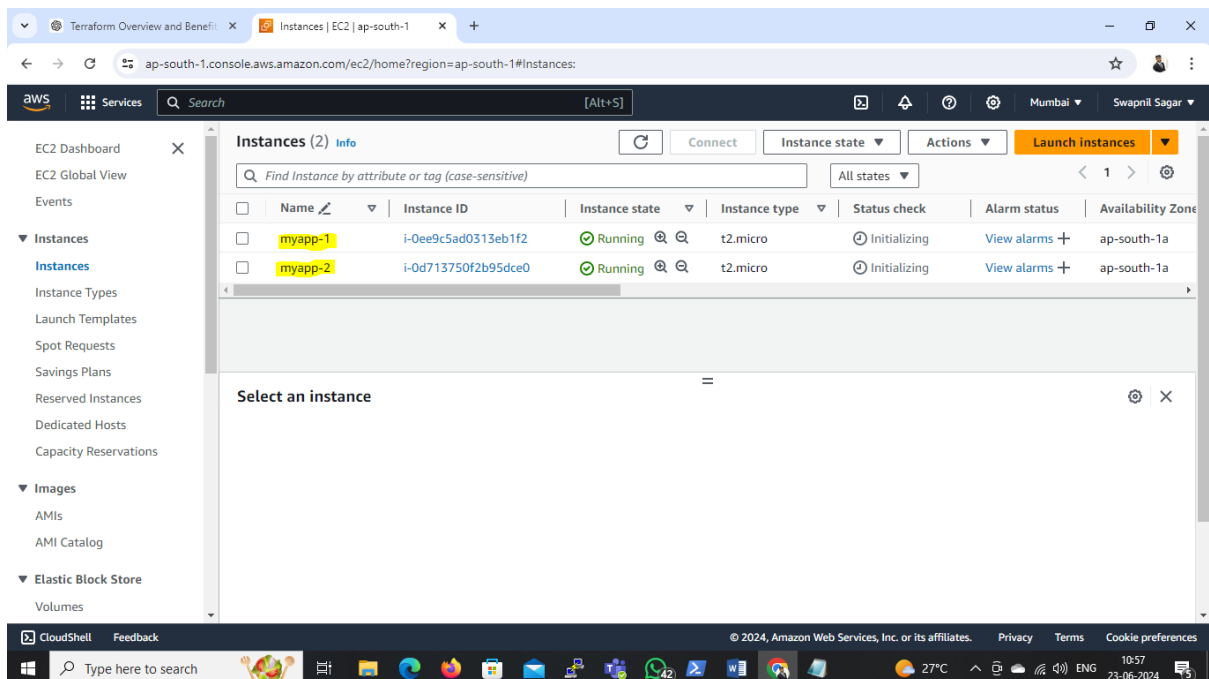 Terraform Overview and Benefit
Instances | EC2 | ap-south-1
ap-south-1.console.aws.amazon.com/ec2/home?region=ap-south-1#Instances:
aws Services Search [Alt+S] Mumbai Swapnil Sagar
EC2 Dashboard
EC2 Global View
Events
Instances
Instances
Instance Types
Launch Templates
Spot Requests
Savings Plans
Reserved Instances
Dedicated Hosts
Capacity Reservations
Images
AMIs
AMI Catalog
Elastic Block Store
Volumes
Instances (2) Info Connect Instance state Actions Launch instances
Find Instance by attribute or tag (case-sensitive) All states 1
Name Instance ID Instance state Instance type Status check Alarm status Availability Zone
myapp-1 i-0ee9c5ad0313eb1f2 Running t2.micro Initializing View alarms + ap-south-1a
myapp-2 i-0d713750f2b95dce0 Running t2.micro Initializing View alarms + ap-south-1a
Select an instance
CloudShell Feedback © 2024, Amazon Web Services, Inc. or its affiliates. Privacy Terms Cookie preferences
Type here to search 42 27°C ENG 10:57
23-06-2024 5